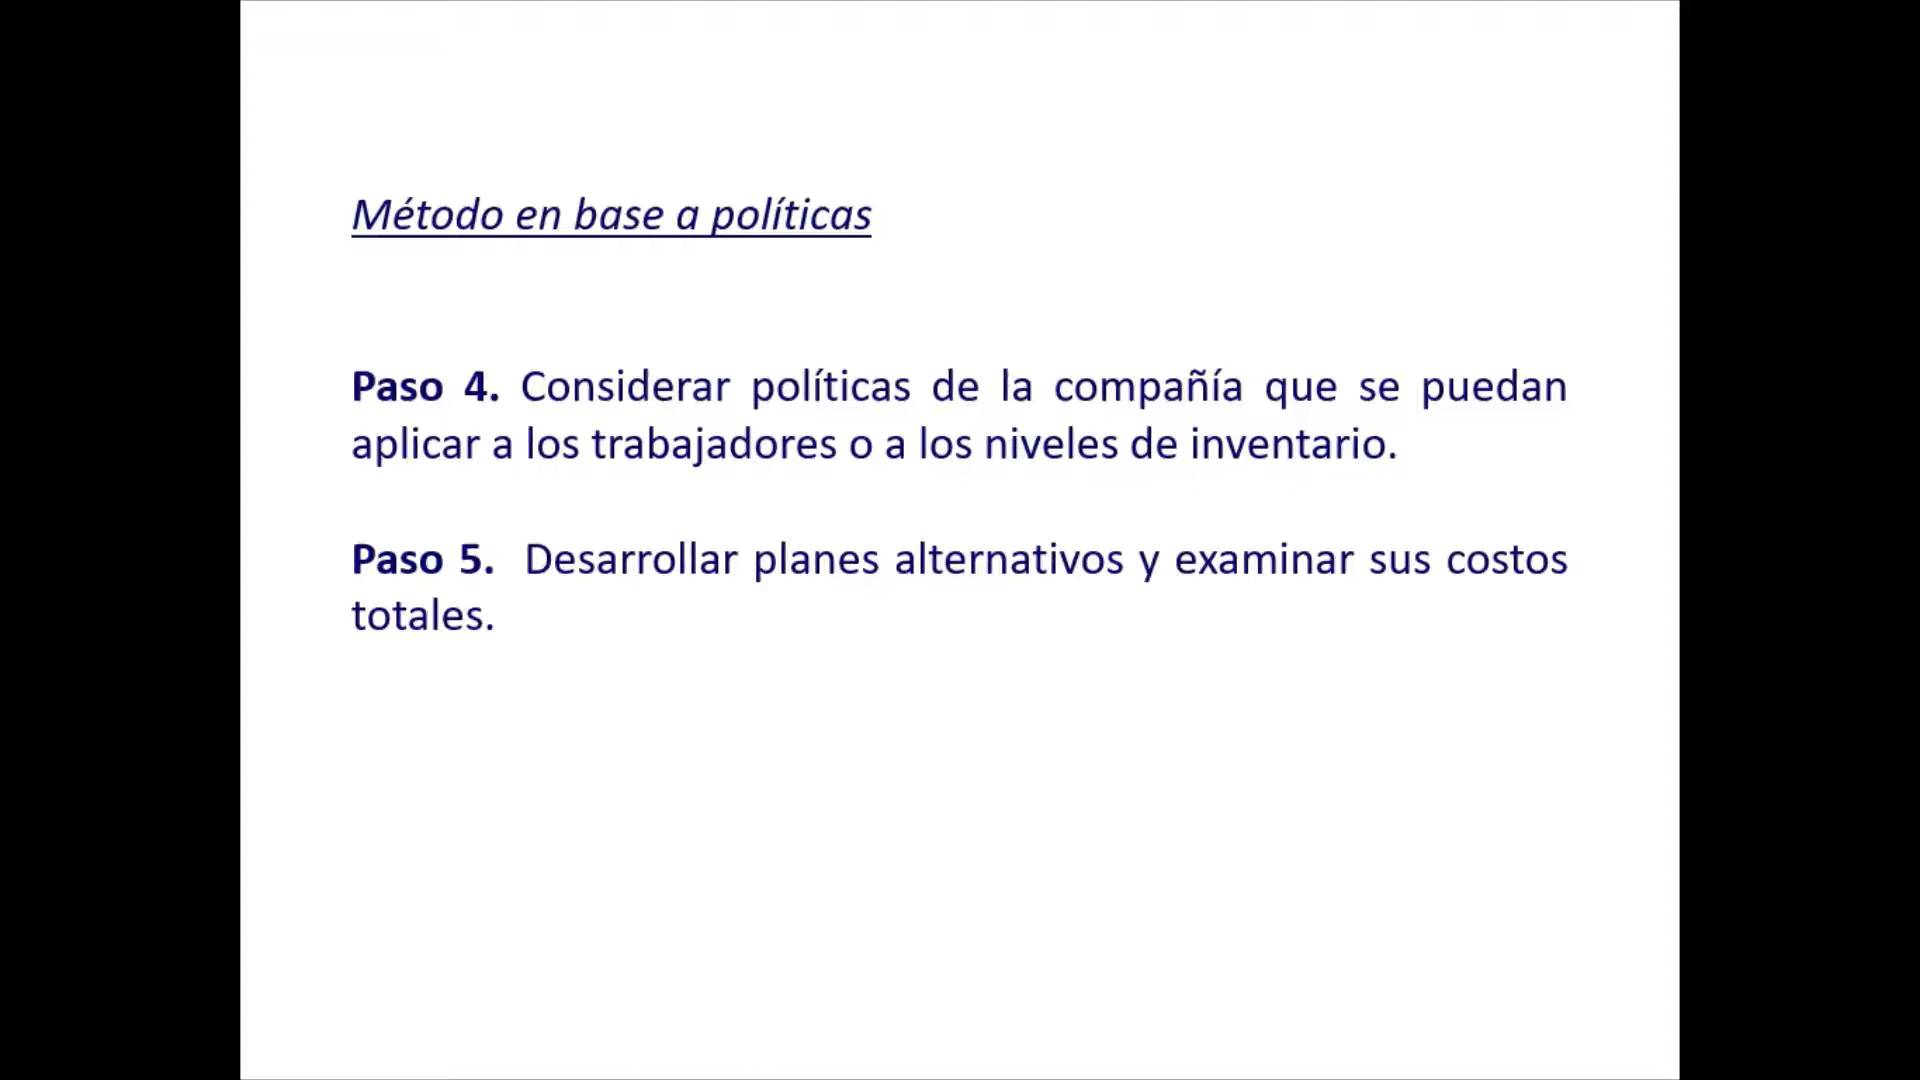 Método en base a políticas
Paso 4. Considerar políticas de la compañía que se puedan
aplicar a los trabajadores o a los niveles de inventario.
Paso 5. Desarrollar planes alternativos y examinar sus costos
totales.